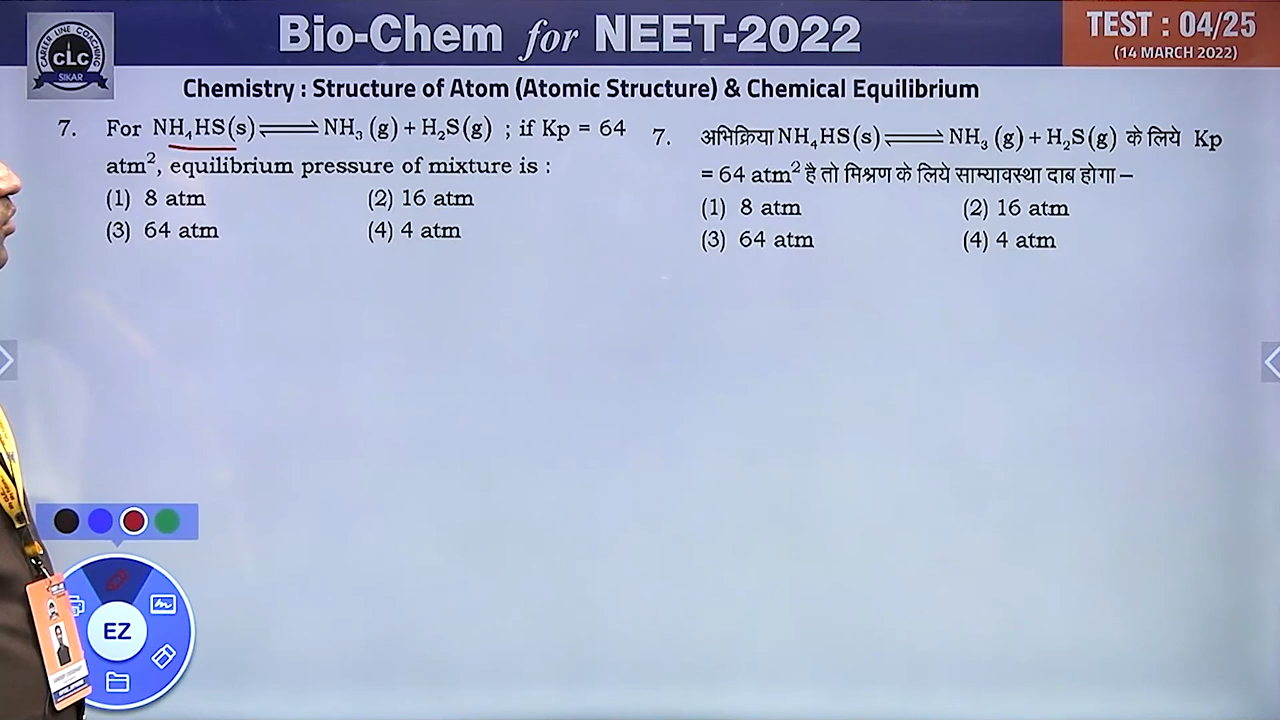 CAREER LINE COACHING
CLC
SIKAR
Bio-Chem for NEET-2022
TEST : 04/25
(14 MARCH 2022)
Chemistry : Structure of Atom (Atomic Structure) & Chemical Equilibrium
7. For NH₄HS(s) ⇌ NH₃ (g) + H₂S(g) ; if Kp = 64
atm², equilibrium pressure of mixture is :
(1) 8 atm (2) 16 atm
(3) 64 atm (4) 4 atm
7. अभिक्रिया NH₄HS(s) ⇌ NH₃ (g) + H₂S(g) के लिये Kp
= 64 atm² है तो मिश्रण के लिये साम्यावस्था दाब होगा –
(1) 8 atm (2) 16 atm
(3) 64 atm (4) 4 atm
EZ